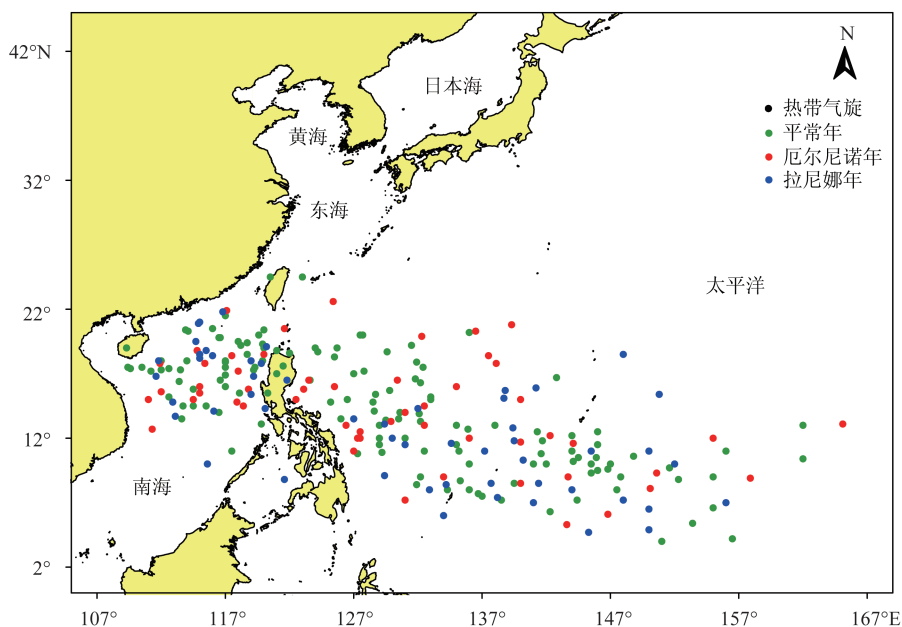 42°N
32°
22°
12°
2°
107°
117°
127°
137°
147°
157°
167°E
N
热带气旋
平常年
厄尔尼诺年
拉尼娜年
日本海
黄海
东海
太平洋
南海